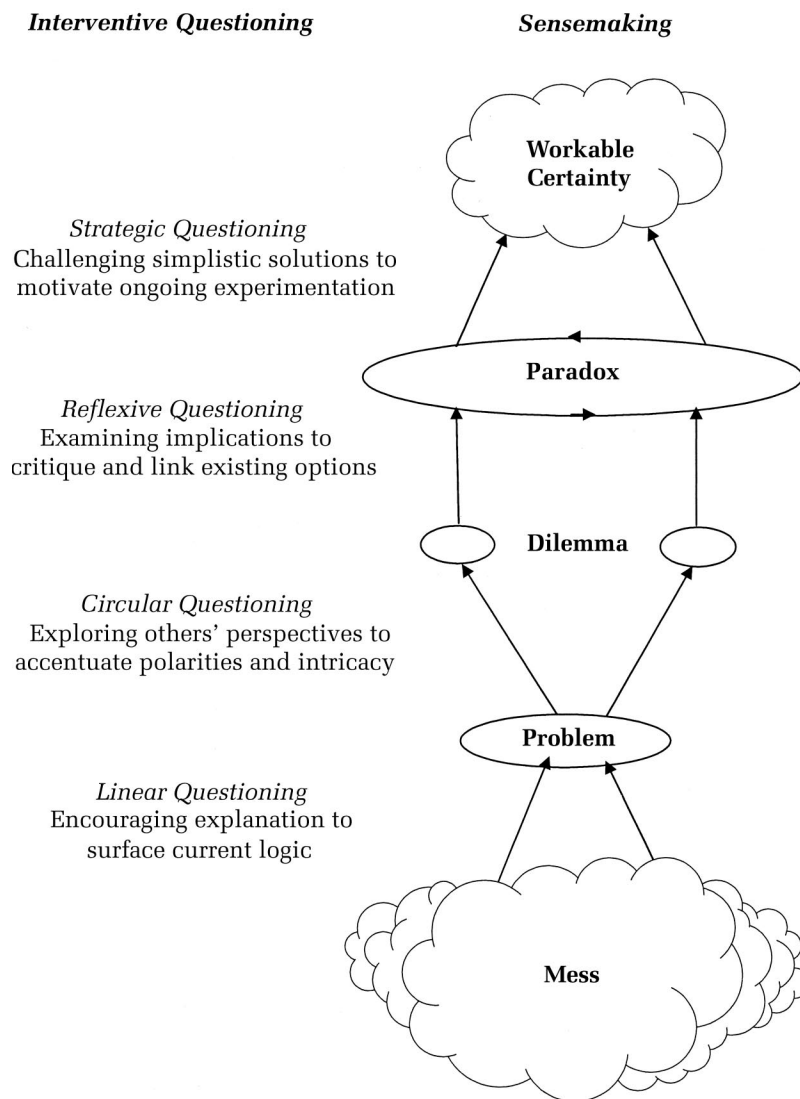 Interventive Questioning
Sensemaking
Workable
Certainty
Strategic Questioning
Challenging simplistic solutions to
motivate ongoing experimentation
Paradox
Reflexive Questioning
Examining implications to
critique and link existing options
Dilemma
Circular Questioning
Exploring others’ perspectives to
accentuate polarities and intricacy
Problem
Linear Questioning
Encouraging explanation to
surface current logic
Mess